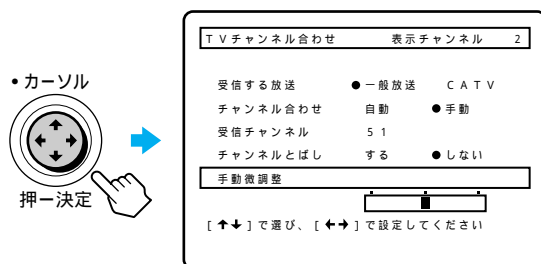 • カーソル
押ー決定
TVチャンネル合わせ 表示チャンネル 2
受信する放送 ●一般放送 CATV
チャンネル合わせ 自動 ●手動
受信チャンネル 51
チャンネルとばし する ●しない
手動微調整
[↑↓]で選び、[←→]で設定してください